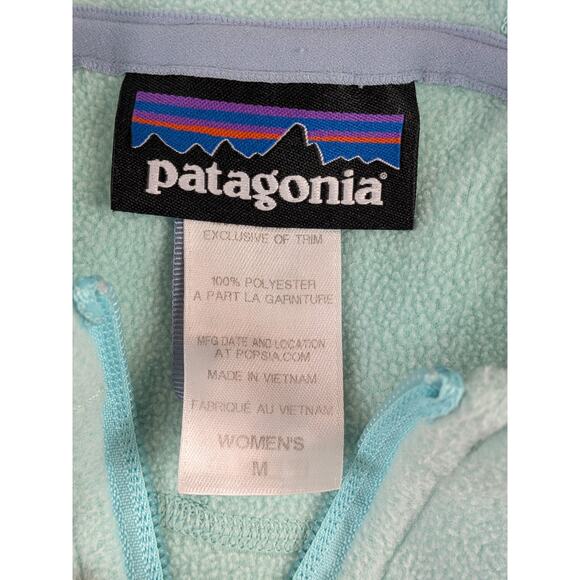 patagonia®
EXCLUSIVE OF TRIM
100% POLYESTER
A PART LA GARNITURE
MFG DATE AND LOCATION
AT POPSIA.COM
MADE IN VIETNAM
FABRIQUÉ AU VIETNAM
WOMEN'S
M